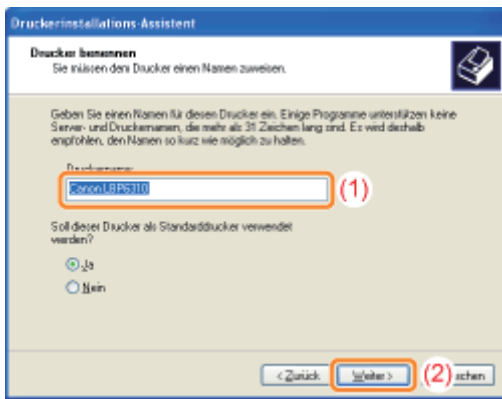 Druckerinstallations-Assistent
Drucker benennen
Sie müssen dem Drucker einen Namen zuweisen.
Geben Sie einen Namen für diesen Drucker ein. Einige Programme unterstützen keine
Server- und Druckernamen, die mehr als 31 Zeichen lang sind. Es wird deshalb
empfohlen, den Namen so kurz wie möglich zu halten.
Druckername:
Canon LBP6310
(1)
Soll dieser Drucker als Standarddrucker verwendet
werden?
Ja
Nein
< Zurück
Weiter >
(2)